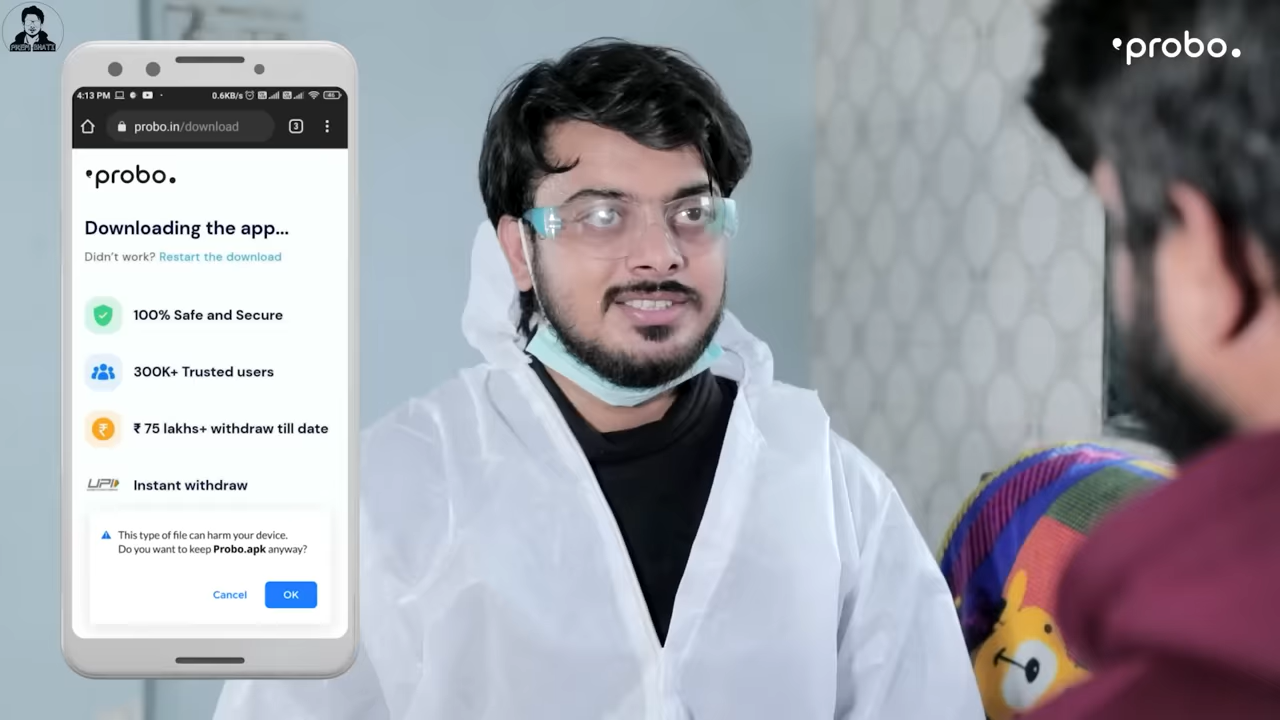 PREM BHATI
probo.
4:13 PM
0.6KB/s
46
probo.in/download
3
probo.
Downloading the app...
Didn't work? Restart the download
100% Safe and Secure
300K+ Trusted users
₹ 75 lakhs+ withdraw till date
UPI Instant withdraw
This type of file can harm your device.
Do you want to keep Probo.apk anyway?
Cancel
OK